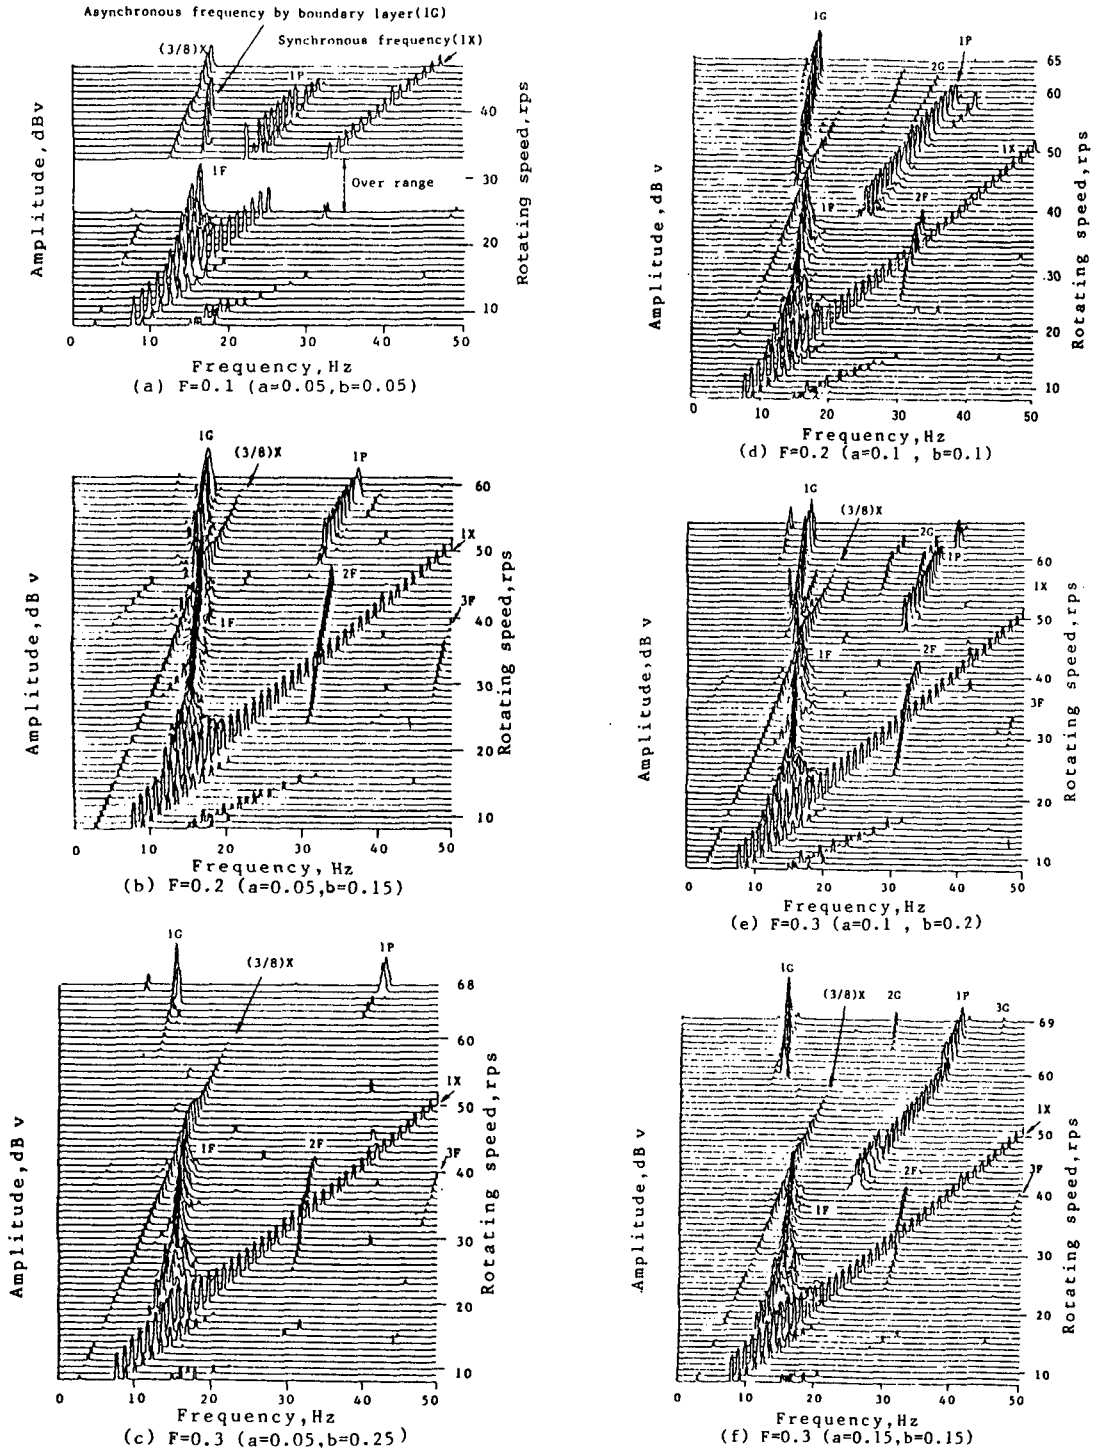 Asynchronous frequency by boundary layer(1G)
Synchronous frequency(1X)
(3/8)X
1P
1F
Over range
Amplitude, dBv
Rotating speed, rps
40
30
20
10
0 10 20 30 40 50
Frequency,Hz
(a) F=0.1 (a=0.05,b=0.05)
1G
(3/8)X
1P
1X
2F
3F
1F
Amplitude, dBv
Rotating speed,rps
60
50
40
30
20
10
0 10 20 30 40 50
Frequency,Hz
(b) F=0.2 (a=0.05,b=0.15)
1G
1P
(3/8)X
1X
1F
2F
3F
Amplitude,dBv
Rotating speed,rps
68
60
50
40
30
20
10
0 10 20 30 40 50
Frequency,Hz
(c) F=0.3 (a=0.05,b=0.25)
1G
1P
2G
1X
1F
2F
Amplitude,dBv
Rotating speed,rps
65
60
50
40
30
20
10
0 10 20 30 40 50
Frequency,Hz
(d) F=0.2 (a=0.1 , b=0.1)
1G
(3/8)X
2G
1P
1X
1F
2F
3F
Amplitude,dBv
Rotating speed,rps
60
50
40
30
20
10
0 10 20 30 40 50
Frequency,Hz
(e) F=0.3 (a=0.1 , b=0.2)
1G
(3/8)X
2G
1P
3G
1X
1F
2F
3F
Amplitude,dBv
Rotating speed,rps
69
60
50
40
30
20
10
0 10 20 30 40 50
Frequency,Hz
(f) F=0.3 (a=0.15,b=0.15)